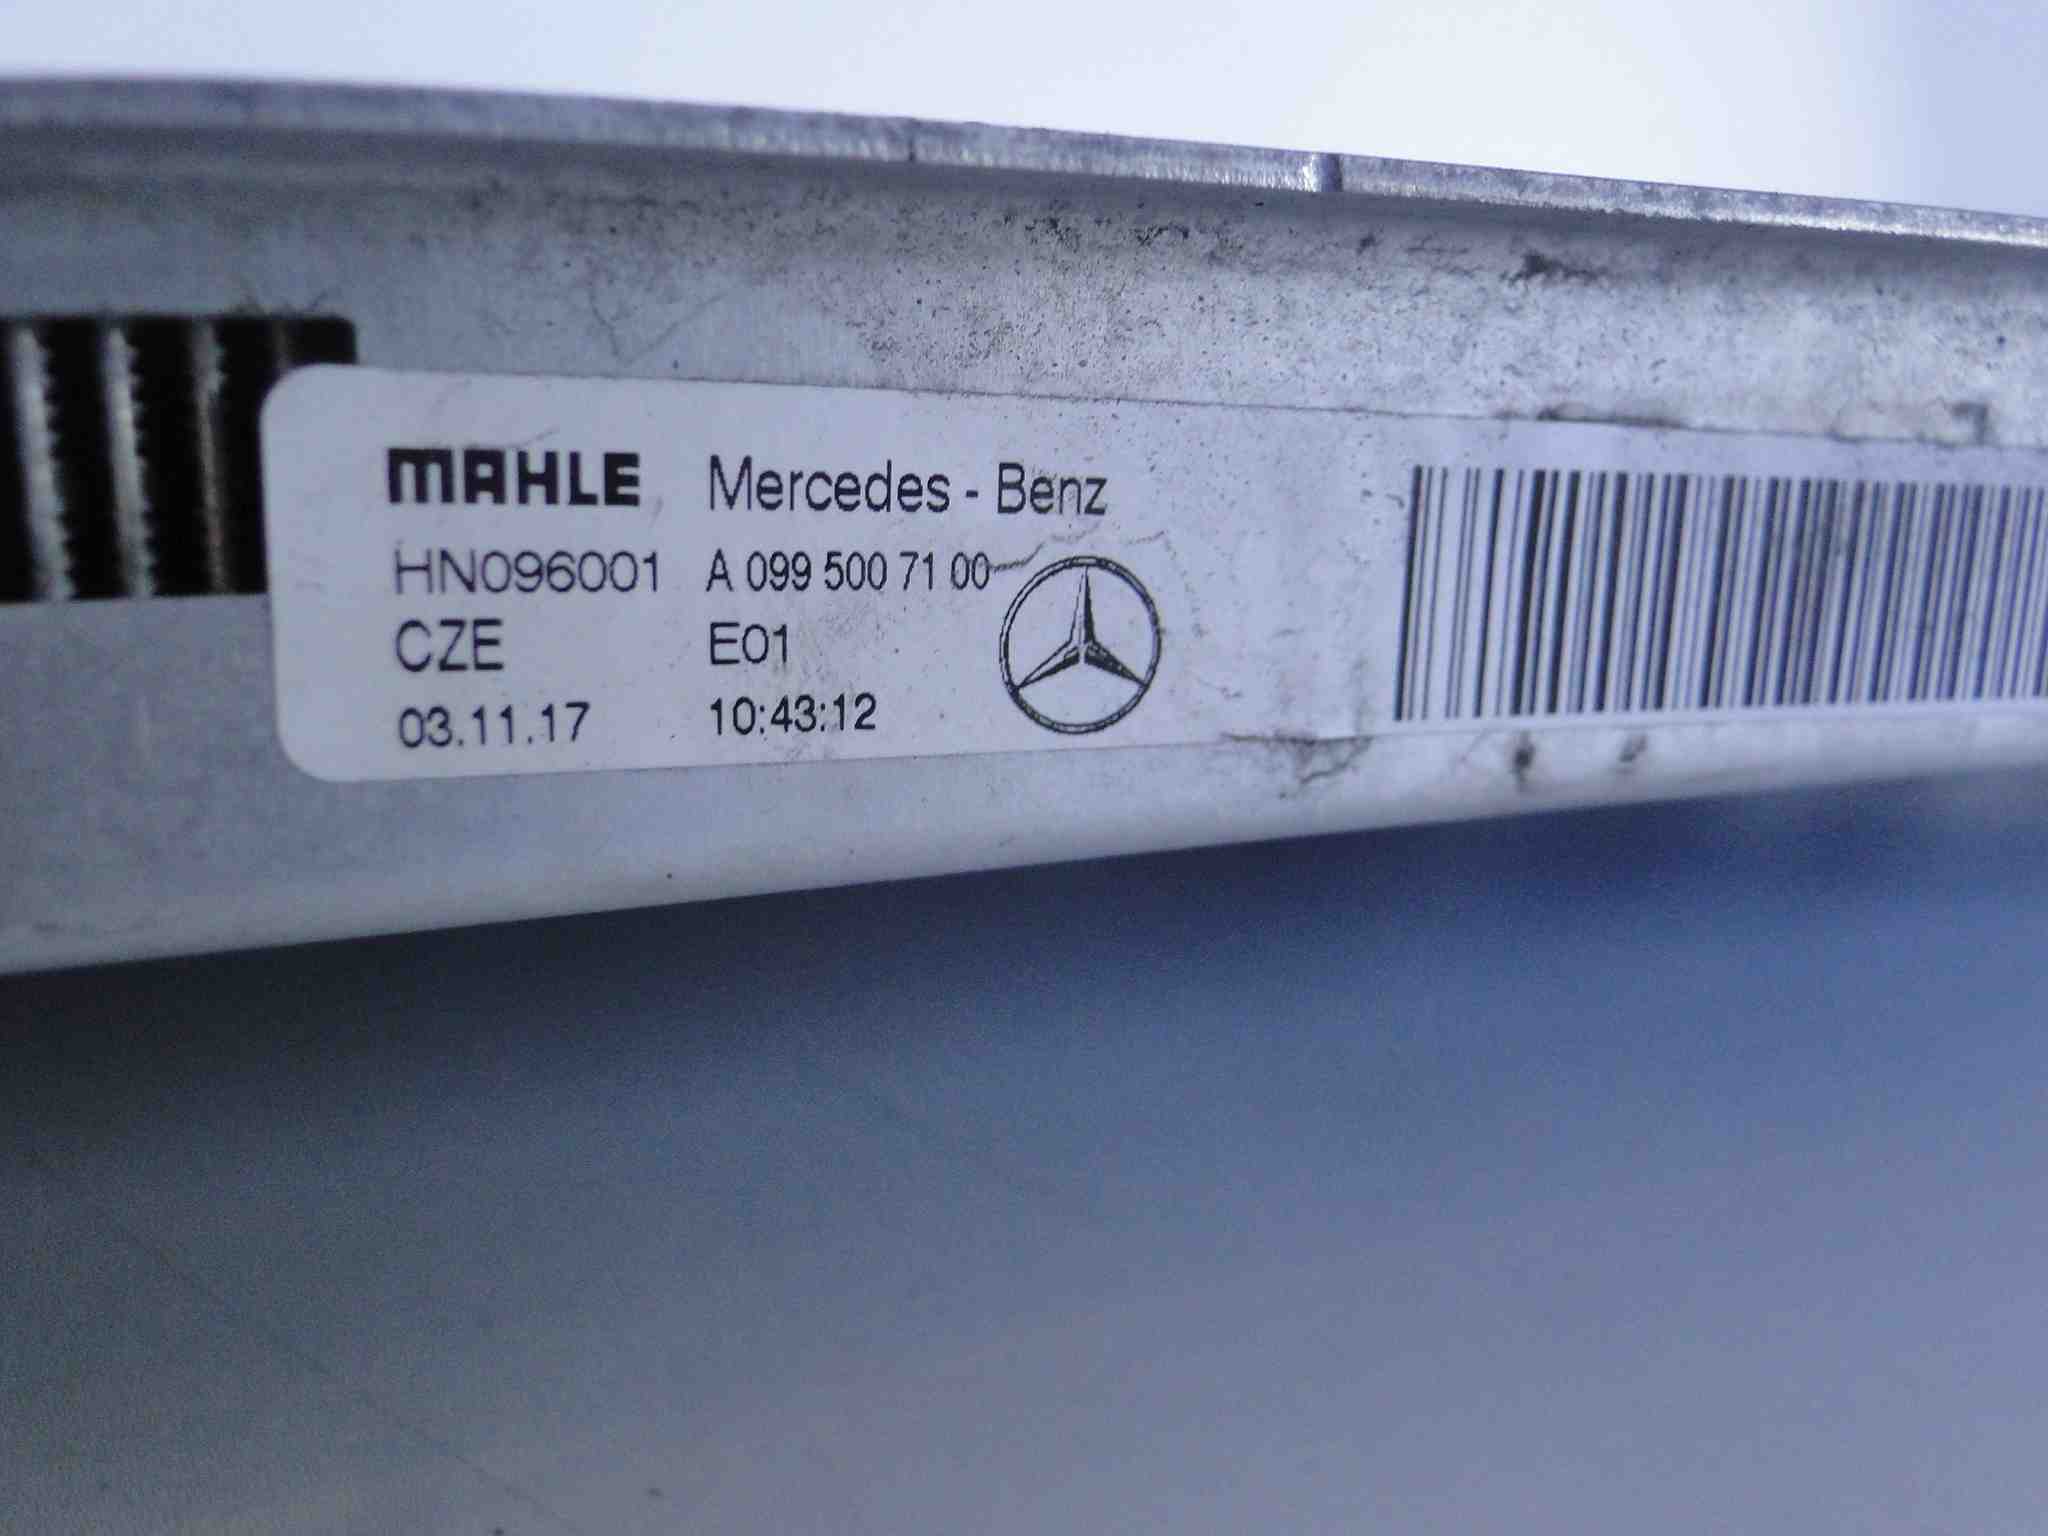 MAHLE Mercedes - Benz
HN096001 A 099 500 71 00
CZE E01
03.11.17 10:43:12